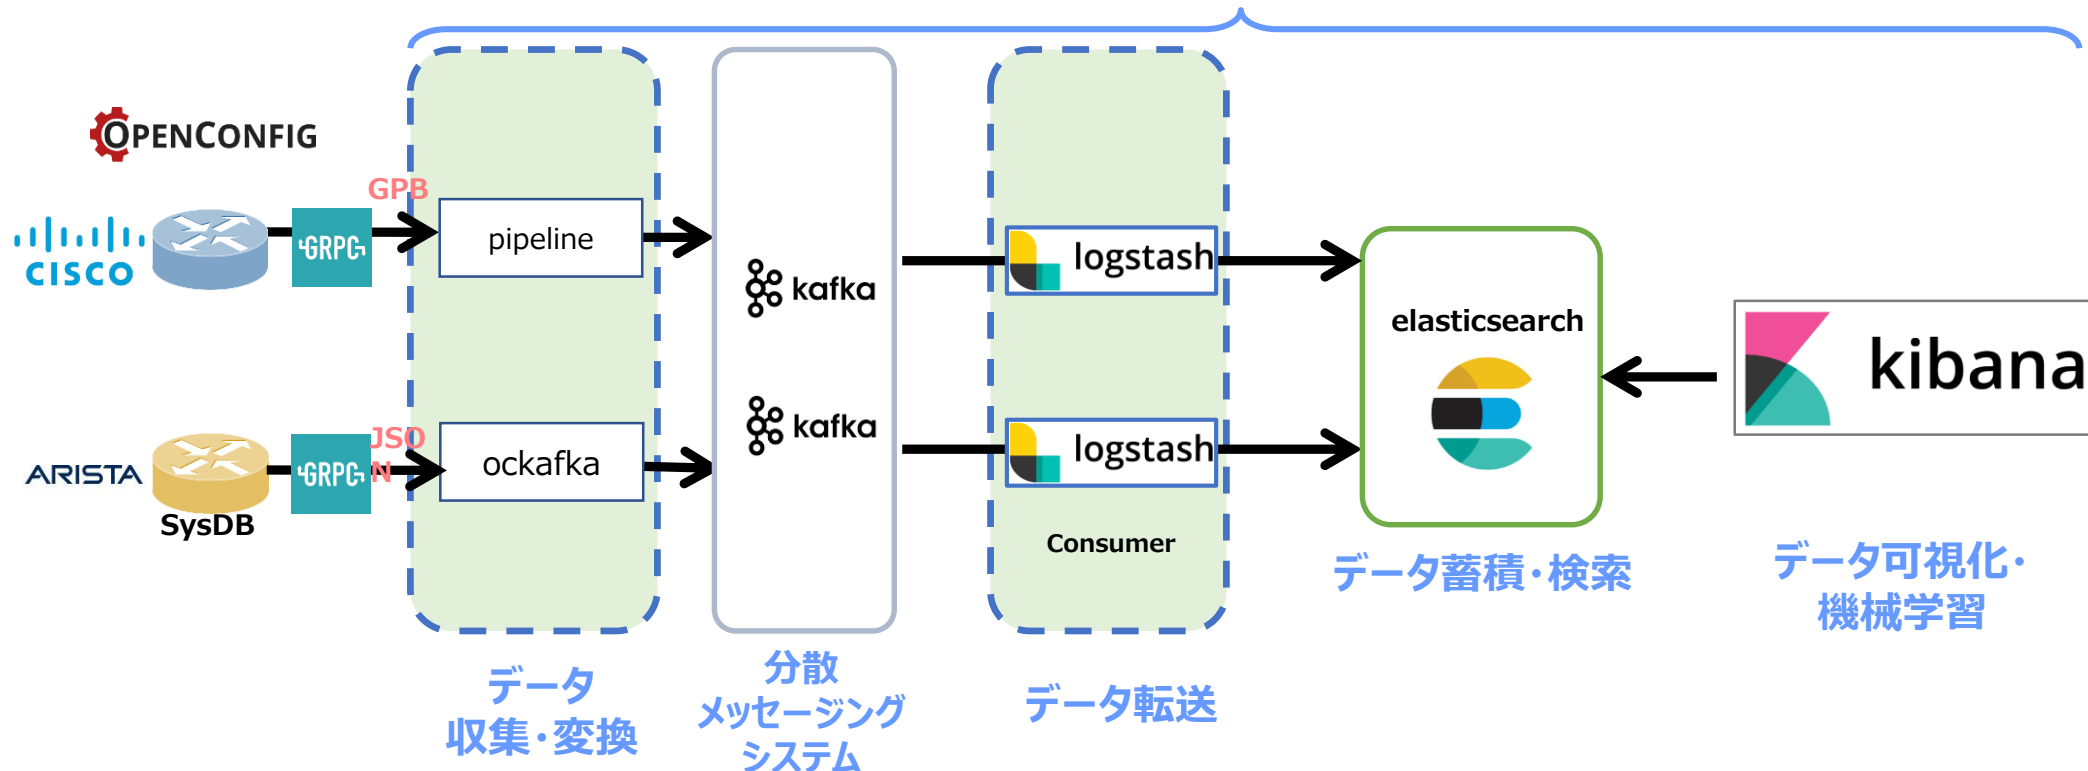 OPENCONFIG
GPB
CISCO
GRPC
pipeline
kafka
logstash
elasticsearch
kibana
ARISTA
SysDB
GRPC
JSO
N
ockafka
kafka
logstash
Consumer
データ
収集・変換
分散
メッセージング
システム
データ転送
データ蓄積・検索
データ可視化・
機械学習